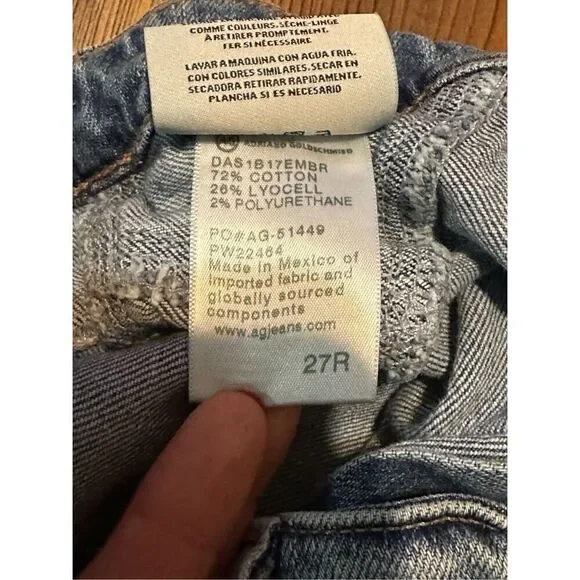 COMME COULEURS. SÈCHE-LINGE
À RETIRER PROMPTEMENT.
FER SI NÉCESSAIRE
LAVAR A MAQUINA CON AGUA FRIA.
CON COLORES SIMILARES. SECAR EN
SECADORA RETIRAR RAPIDAMENTE.
PLANCHA SI ES NECESARIO
ADRIANO GOLDSCHMIED
DAS1B17EMBR
72% COTTON
26% LYOCELL
2% POLYURETHANE
PO#AG-51449
PW22464
Made in Mexico of
imported fabric and
globally sourced
components
www.agjeans.com
27R